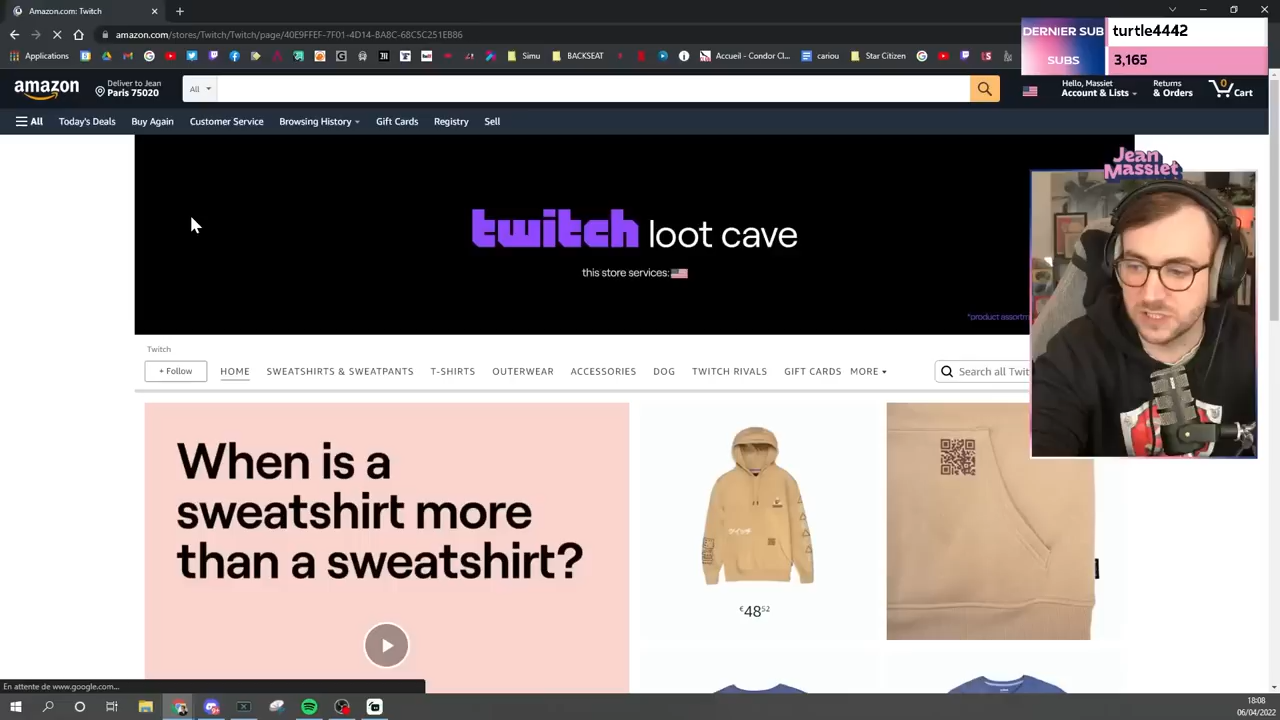 Amazon. Com: Twitch
amazon.com/stores/Twitch/Twitch/page/40E9FFEF-7F01-4D14-BA8C-68C5C251EB86
DERNIER SUB
turtle4442
SUBS
3,165
Applications
Simu
BACKSEAT
Accueil - Condor Cl...
cariou
Star Citizen
amazon
Deliver to Jean
Paris 75020
All
Hello, Massiet
Account & Lists
Returns
& Orders
0
Cart
All
Today's Deals
Buy Again
Customer Service
Browsing History
Gift Cards
Registry
Sell
Jean
Massiet
twitch loot cave
this store services:
*product assortm
Twitch
+ Follow
HOME
SWEATSHIRTS & SWEATPANTS
T-SHIRTS
OUTERWEAR
ACCESSORIES
DOG
TWITCH RIVALS
GIFT CARDS
MORE
Search all Twit
When is a
sweatshirt more
than a sweatshirt?
€48 52
En attente de www.google.com...
18:08
06/04/2022